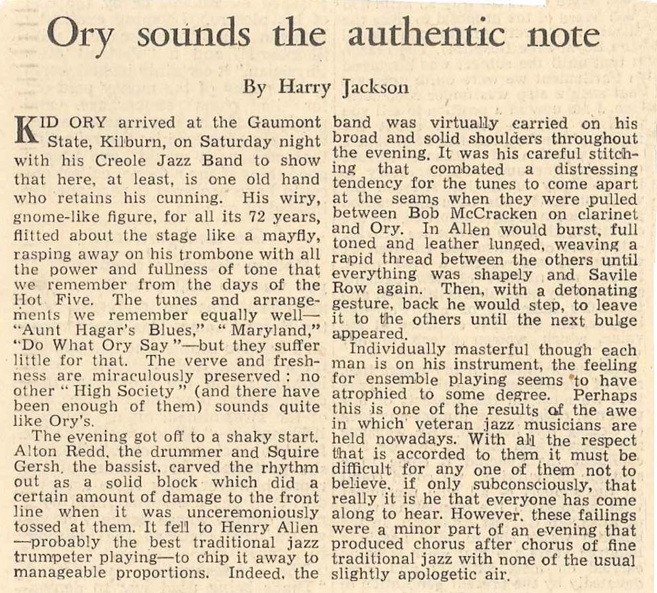 Ory sounds the authentic note
By Harry Jackson
KID ORY arrived at the Gaumont
State, Kilburn, on Saturday night
with his Creole Jazz Band to show
that here, at least, is one old hand
who retains his cunning. His wiry,
gnome-like figure, for all its 72 years,
flitted about the stage like a mayfly,
rasping away on his trombone with all
the power and fullness of tone that
we remember from the days of the
Hot Five. The tunes and arrange-
ments we remember equally well—
"Aunt Hagar's Blues," "Maryland,"
"Do What Ory Say"—but they suffer
little for that. The verve and fresh-
ness are miraculously preserved: no
other "High Society" (and there have
been enough of them) sounds quite
like Ory's.
The evening got off to a shaky start.
Alton Redd, the drummer and Squire
Gersh, the bassist, carved the rhythm
out as a solid block which did a
certain amount of damage to the front
line when it was unceremoniously
tossed at them. It fell to Henry Allen
—probably the best traditional jazz
trumpeter playing—to chip it away to
manageable proportions. Indeed, the
band was virtually carried on his
broad and solid shoulders throughout
the evening. It was his careful stitch-
ing that combated a distressing
tendency for the tunes to come apart
at the seams when they were pulled
between Bob McCracken on clarinet
and Ory. In Allen would burst, full
toned and leather lunged, weaving a
rapid thread between the others until
everything was shapely and Savile
Row again. Then, with a detonating
gesture, back he would step, to leave
it to the others until the next bulge
appeared.
Individually masterful though each
man is on his instrument, the feeling
for ensemble playing seems to have
atrophied to some degree. Perhaps
this is one of the results of the awe
in which veteran jazz musicians are
held nowadays. With all the respect
that is accorded to them it must be
difficult for any one of them not to
believe, if only subconsciously, that
really it is he that everyone has come
along to hear. However, these failings
were a minor part of an evening that
produced chorus after chorus of fine
traditional jazz with none of the usual
slightly apologetic air.